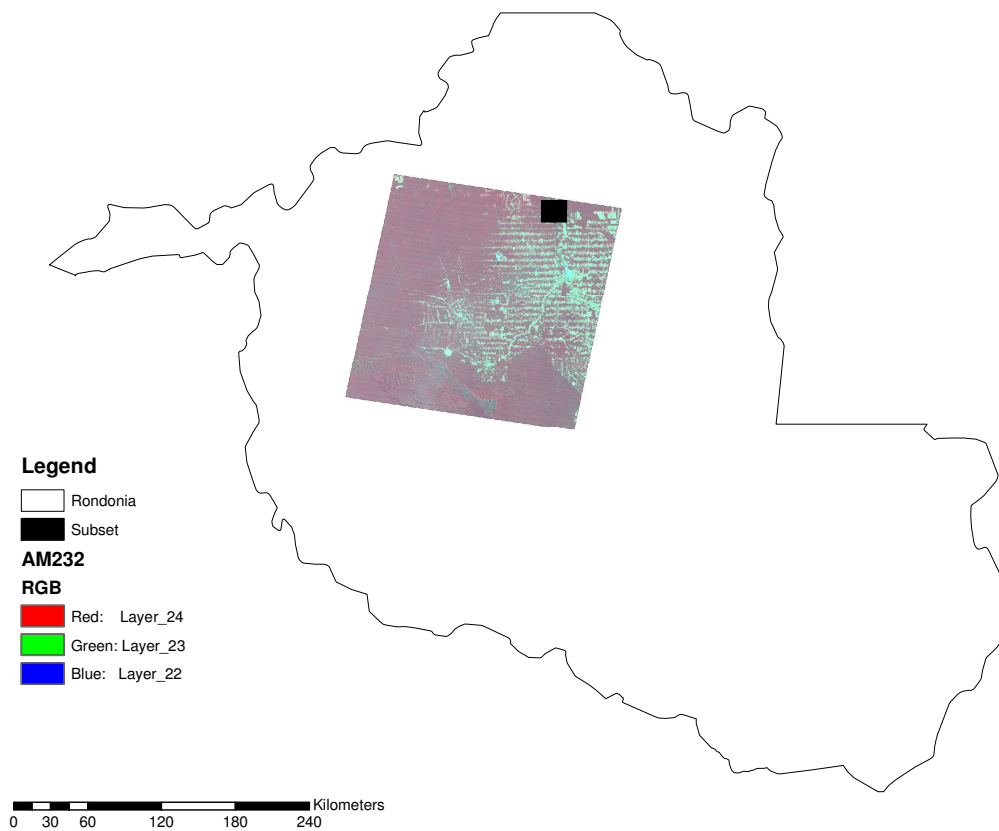 Legend
Rondonia
Subset
AM232
RGB
Red: Layer_24
Green: Layer_23
Blue: Layer_22
Kilometers
0 30 60 120 180 240